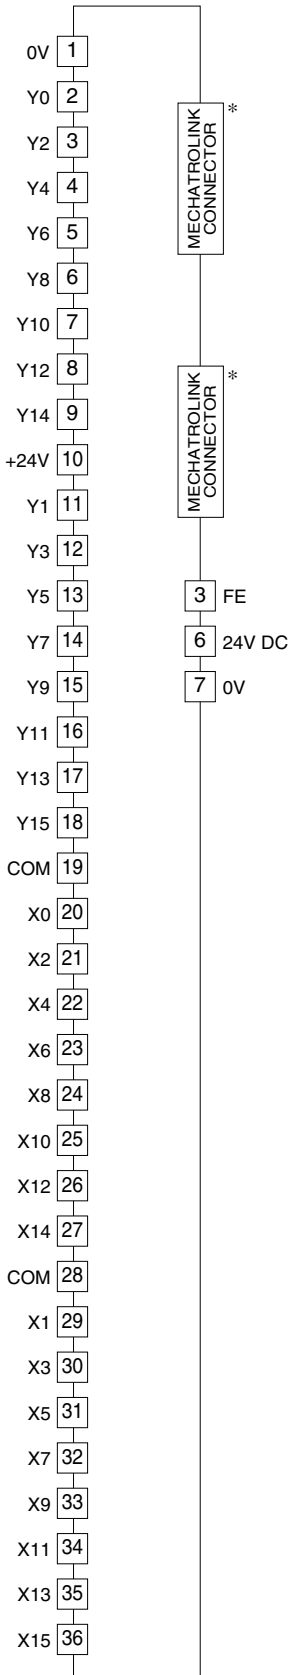 0V 1
Y0 2
Y2 3
Y4 4
Y6 5
Y8 6
Y10 7
Y12 8
Y14 9
+24V 10
Y1 11
Y3 12
Y5 13
Y7 14
Y9 15
Y11 16
Y13 17
Y15 18
COM 19
X0 20
X2 21
X4 22
X6 23
X8 24
X10 25
X12 26
X14 27
COM 28
X1 29
X3 30
X5 31
X7 32
X9 33
X11 34
X13 35
X15 36
MECHATROLINK
CONNECTOR
*
MECHATROLINK
CONNECTOR
*
3 FE
6 24V DC
7 0V